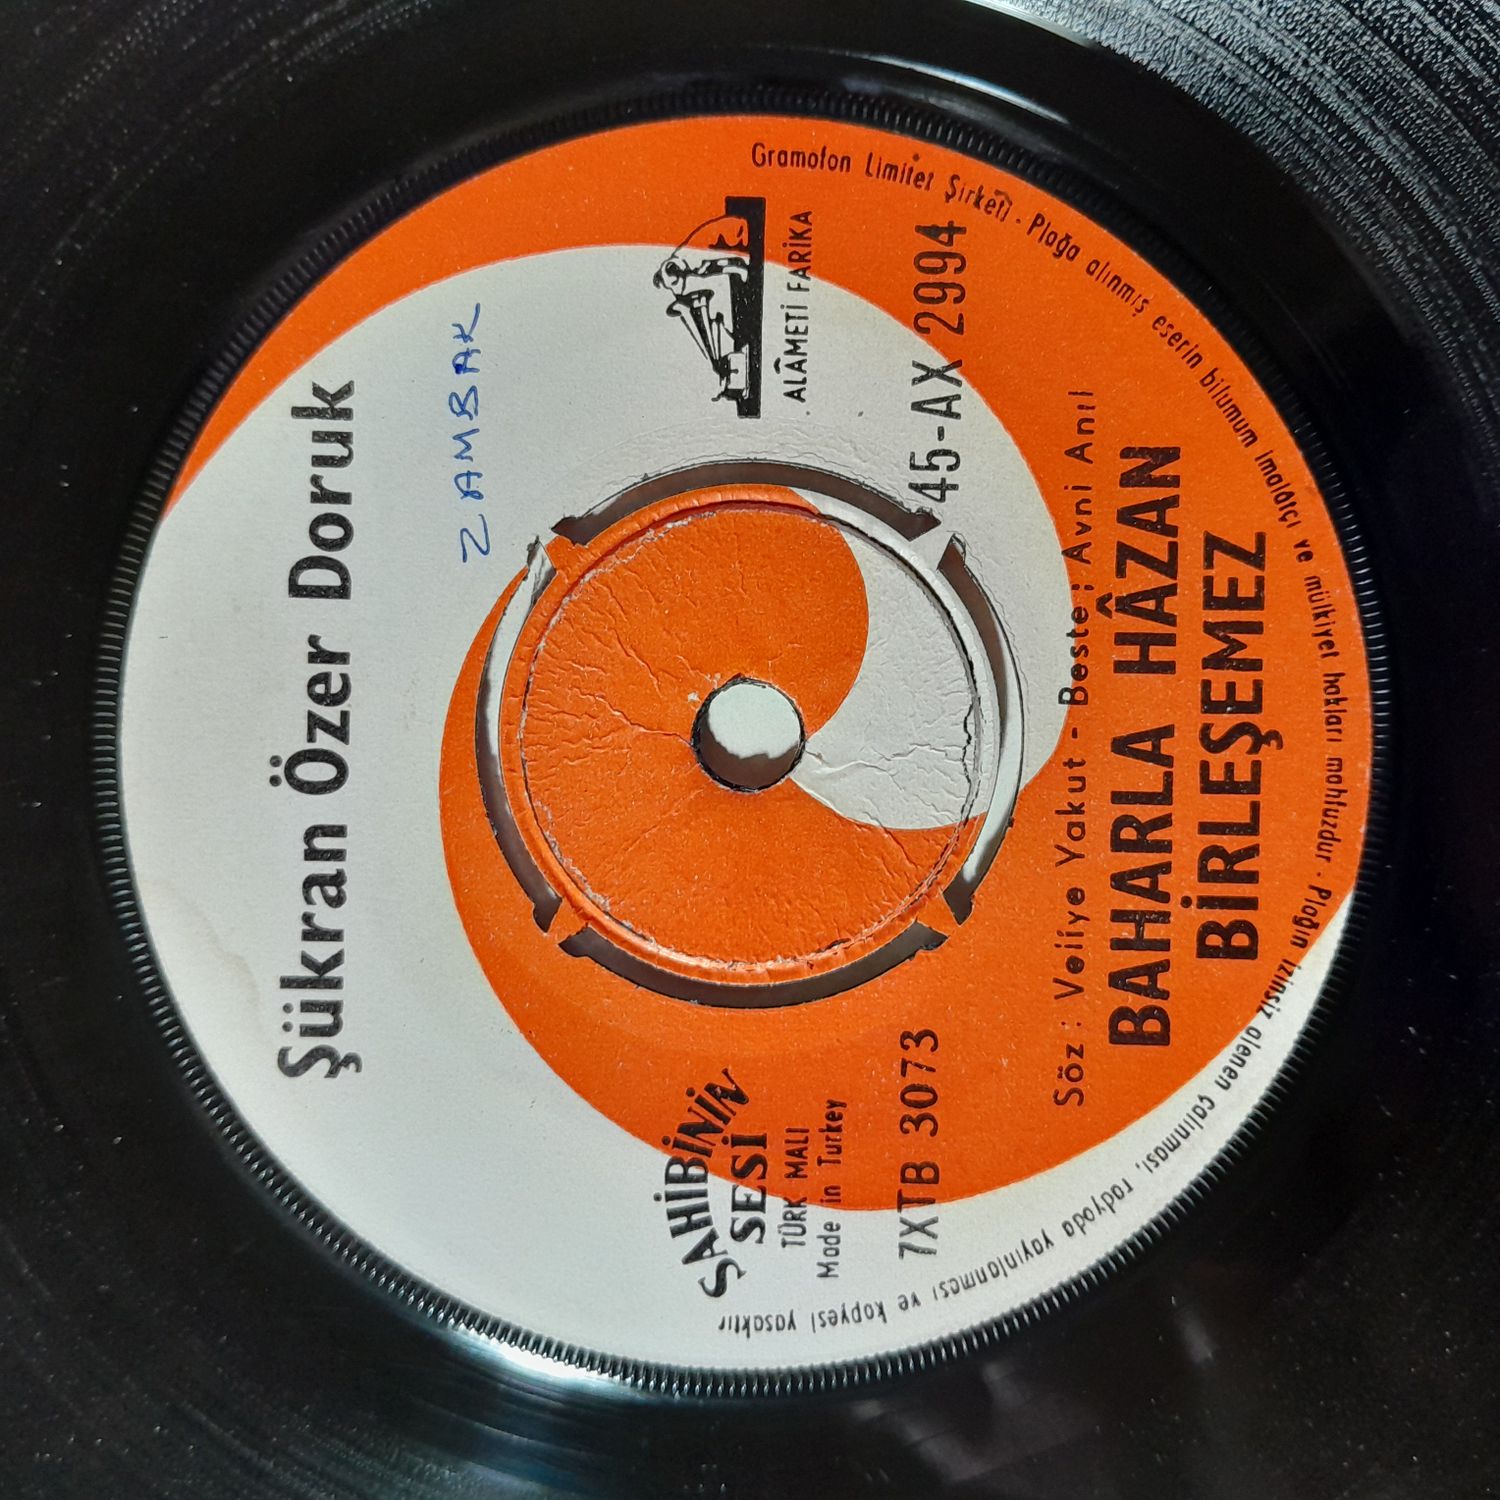 Şükran Özer Doruk
ZAMBAK
SAHİBİNİN
SESİ
TÜRK MALI
Made in Turkey
ALÂMETİ FARİKA
7XTB 3073
45-AX 2994
Söz : Veliye Yakut - Beste : Avni Anıl
BAHARLA HÂZAN
BİRLEŞEMEZ
Gramofon Limitet Şirketi - Plağa alınmış eserin bilumum imalâtçı ve mülkiyet hakları mahfuzdur - Plağın izinsiz alenen çalınması, radyoda yayınlanması ve kopyesi yasaktır